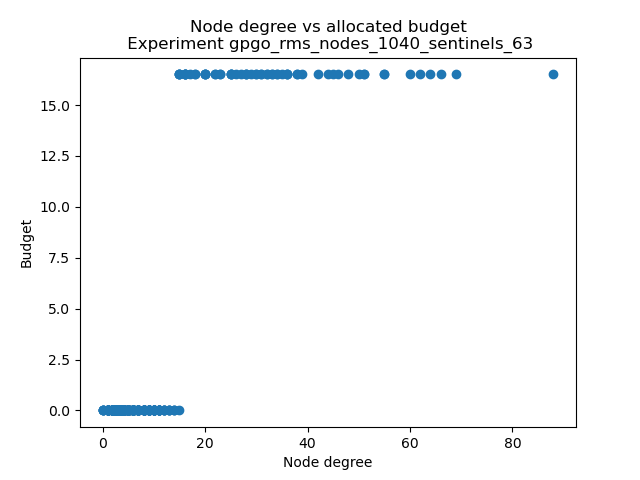 Node degree vs allocated budget
Experiment gpgo_rms_nodes_1040_sentinels_63
Budget
15.0
12.5
10.0
7.5
5.0
2.5
0.0
0 20 40 60 80
Node degree